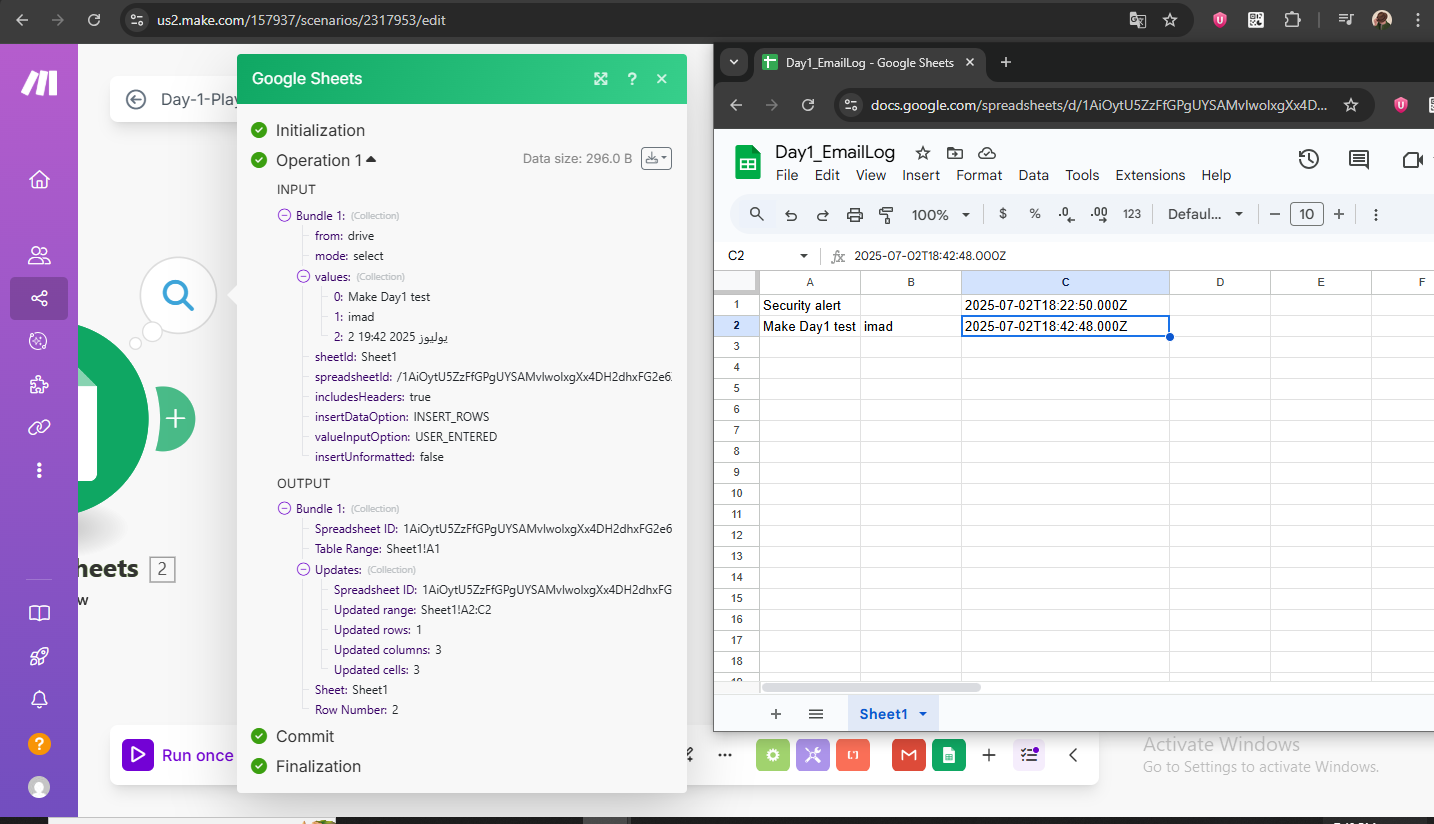 us2.make.com/157937/scenarios/2317953/edit
Day-1-Play
Google Sheets
?
Initialization
Operation 1
Data size: 296.0 B
INPUT
Bundle 1: (Collection)
from: drive
mode: select
values: (Collection)
0: Make Day1 test
1: imad
2: 2 يوليوز 2025 19:42
sheetId: Sheet1
spreadsheetId: /1AiOytU5ZzFfGPgUYSAMvIwolxgXx4DH2dhxFG2e6
includesHeaders: true
insertDataOption: INSERT_ROWS
valueInputOption: USER_ENTERED
insertUnformatted: false
OUTPUT
Bundle 1: (Collection)
Spreadsheet ID: 1AiOytU5ZzFfGPgUYSAMvIwolxgXx4DH2dhxFG2e6
Table Range: Sheet1!A1
Updates: (Collection)
Spreadsheet ID: 1AiOytU5ZzFfGPgUYSAMvIwolxgXx4DH2dhxFG
Updated range: Sheet1!A2:C2
Updated rows: 1
Updated columns: 3
Updated cells: 3
Sheet: Sheet1
Row Number: 2
Commit
Finalization
heets 2
w
Run once
?
Day1_EmailLog - Google Sheets
docs.google.com/spreadsheets/d/1AiOytU5ZzFfGPgUYSAMvIwolxgXx4D...
Day1_EmailLog
File Edit View Insert Format Data Tools Extensions Help
100% $ % .0 .00 123 Defaul... 10
C2 fx 2025-07-02T18:42:48.000Z
A B C D E F
1 Security alert 2025-07-02T18:22:50.000Z
2 Make Day1 test imad 2025-07-02T18:42:48.000Z
3
4
5
6
7
8
9
10
11
12
13
14
15
16
17
18
Sheet1
Activate Windows
Go to Settings to activate Windows.